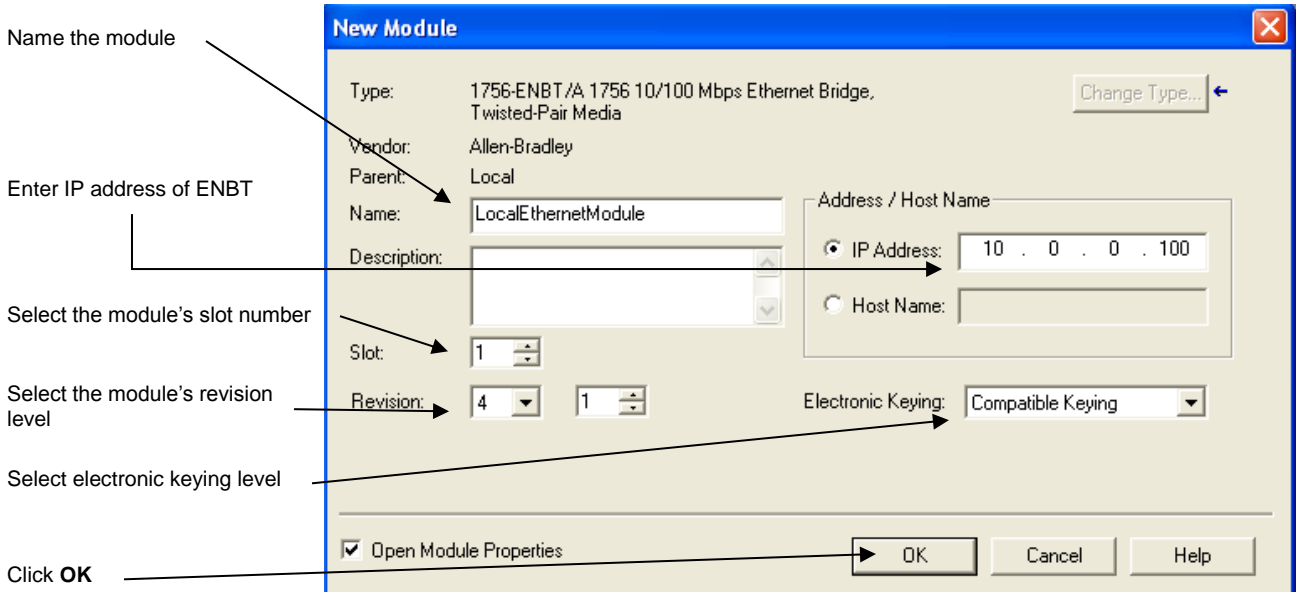 New Module
Name the module
Type: 1756-ENBT/A 1756 10/100 Mbps Ethernet Bridge,
Twisted-Pair Media
Change Type...
Vendor: Allen-Bradley
Parent: Local
Enter IP address of ENBT
Name: LocalEthernetModule
Address / Host Name
IP Address: 10 . 0 . 0 . 100
Description:
Host Name:
Select the module's slot number
Slot: 1
Select the module's revision
level
Revision: 4 1
Electronic Keying: Compatible Keying
Select electronic keying level
Open Module Properties
OK Cancel Help
Click OK